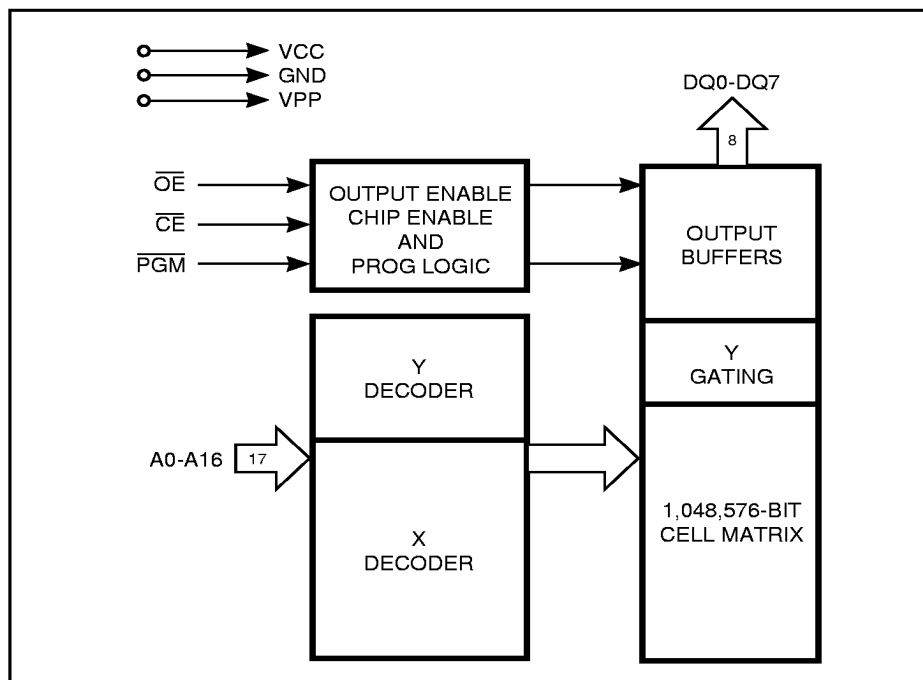 VCC
GND
VPP
DQ0-DQ7
8
OE
CE
PGM
OUTPUT ENABLE
CHIP ENABLE
AND
PROG LOGIC
OUTPUT
BUFFERS
Y
DECODER
Y
GATING
A0-A16
17
X
DECODER
1,048,576-BIT
CELL MATRIX